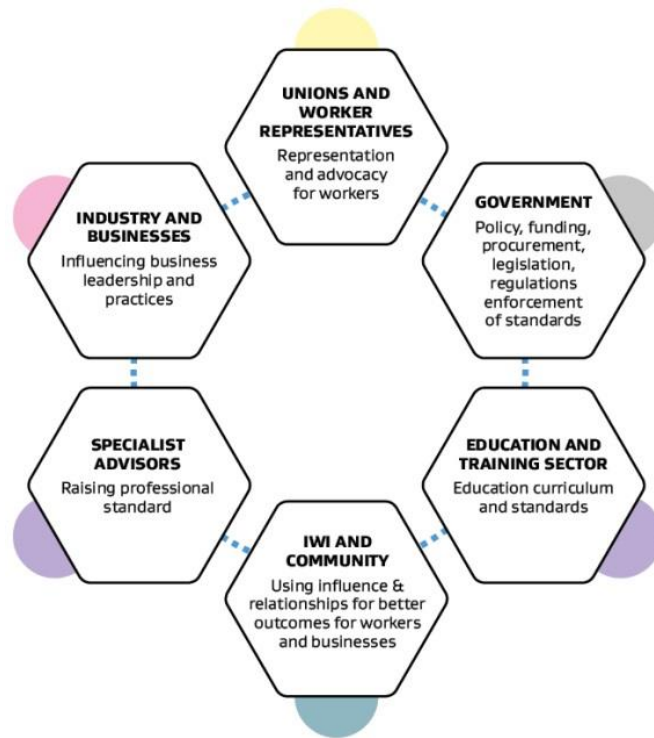 UNIONS AND
WORKER
REPRESENTATIVES
Representation
and advocacy
for workers
GOVERNMENT
Policy, funding,
procurement,
legislation,
regulations
enforcement
of standards
EDUCATION AND
TRAINING SECTOR
Education curriculum
and standards
IWI AND
COMMUNITY
Using influence &
relationships for better
outcomes for workers
and businesses
SPECIALIST
ADVISORS
Raising professional
standard
INDUSTRY AND
BUSINESSES
Influencing business
leadership and
practices